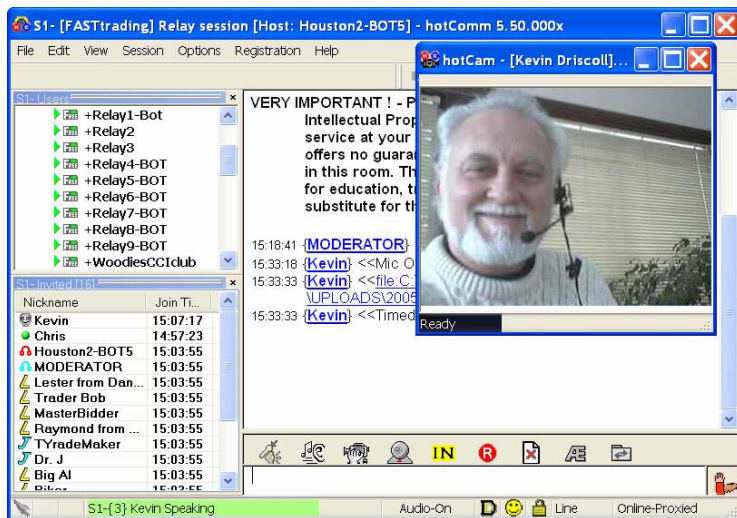 S1- [FASTtrading] Relay session [Host: Houston2-BOT5] - hotComm 5.50.000x
File Edit View Session Options Registration Help
hotCam - [Kevin Driscoll]...
S1- Users
+Relay1-Bot
+Relay2
+Relay3
+Relay4-BOT
+Relay5-BOT
+Relay6-BOT
+Relay7-BOT
+Relay8-BOT
+Relay9-BOT
+WoodiesCCIclub
VERY IMPORTANT ! - P
Intellectual Prop
service at your
offers no guara
in this room. Th
for education, t
substitute for th
15:18:41 {MODERATOR}
15:33:18 {Kevin} <<Mic O
15:33:33 {Kevin} <<file:C:
\UPLOADS\2005
15:33:33 {Kevin} <<Timed
Ready
S1- Invited [16]
Nickname Join Ti...
Kevin 15:07:17
Chris 14:57:23
Houston2-BOT5 15:03:55
MODERATOR 15:03:55
Lester from Dan... 15:03:55
Trader Bob 15:03:55
MasterBidder 15:03:55
Raymond from ... 15:03:55
TYradeMaker 15:03:55
Dr. J 15:03:55
Big Al 15:03:55
Biker 15:03:55
IN R Æ
S1-{3} Kevin Speaking Audio-On D Line Online-Proxied